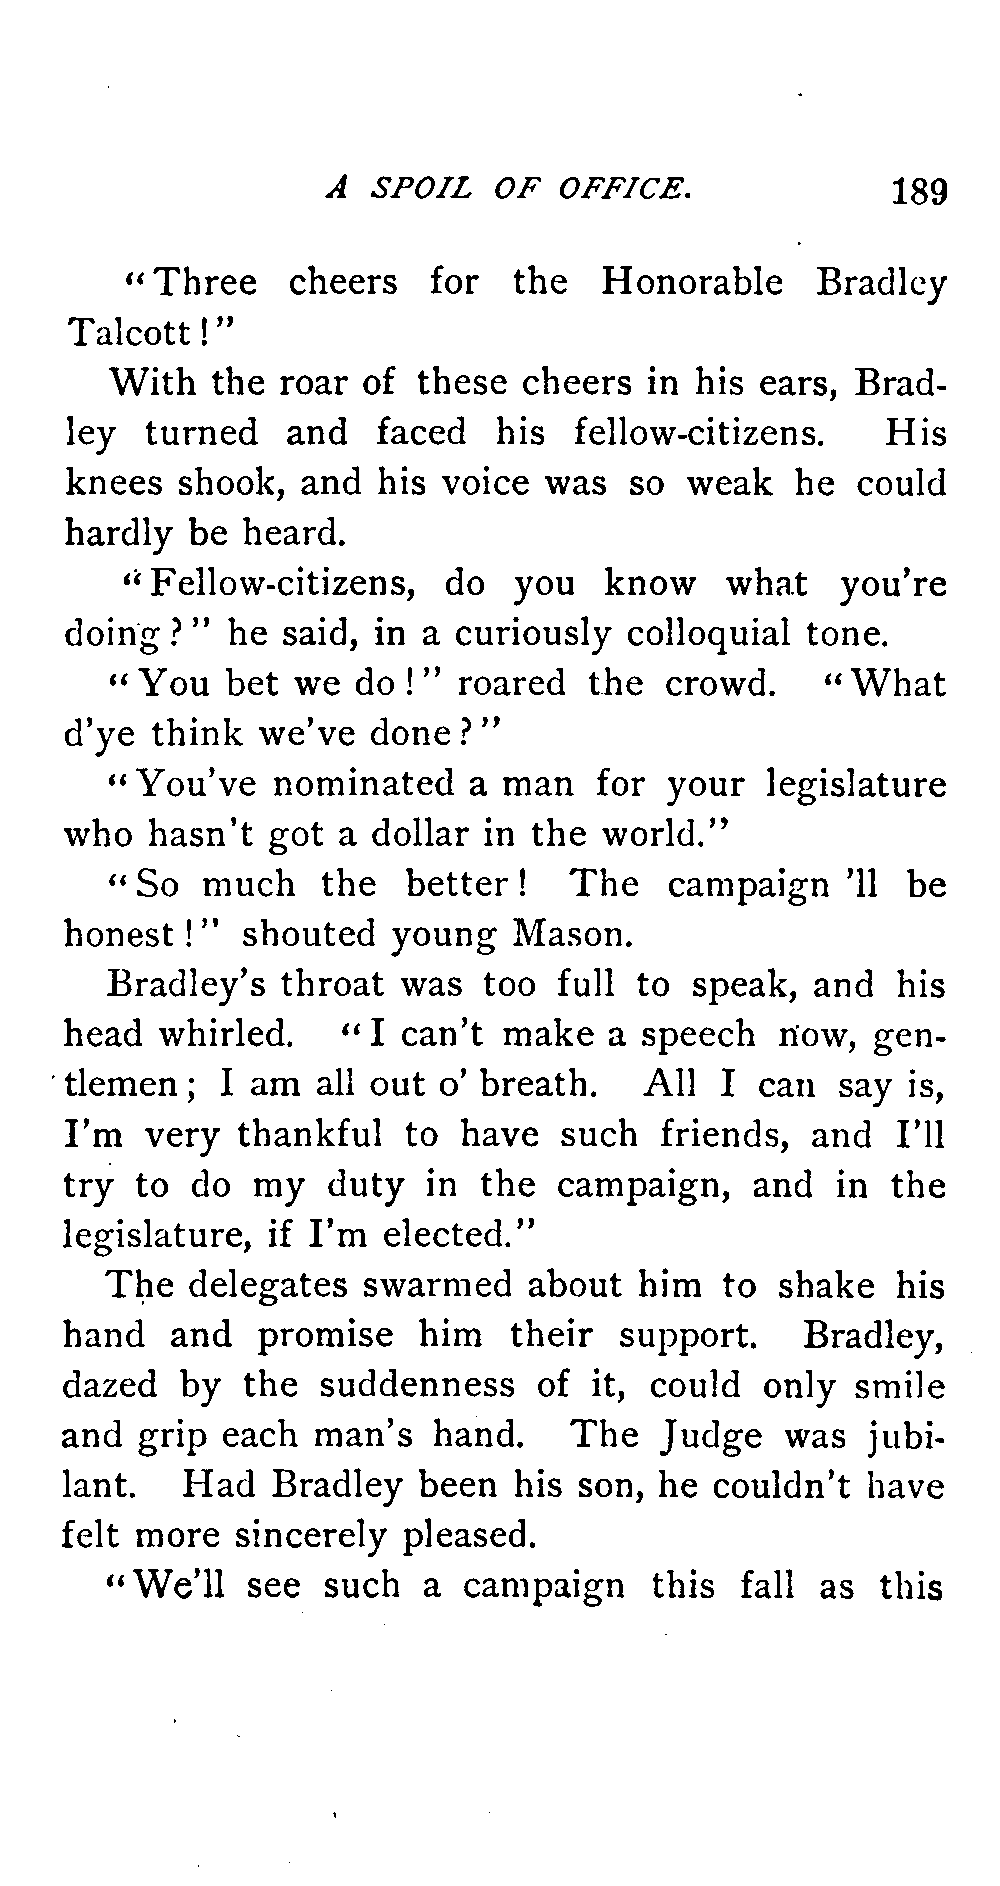 A SPOIL OF OFFICE. 189
"Three cheers for the Honorable Bradley
Talcott!"
With the roar of these cheers in his ears, Brad-
ley turned and faced his fellow-citizens. His
knees shook, and his voice was so weak he could
hardly be heard.
"Fellow-citizens, do you know what you're
doing?" he said, in a curiously colloquial tone.
"You bet we do!" roared the crowd. "What
d'ye think we've done?"
"You've nominated a man for your legislature
who hasn't got a dollar in the world."
"So much the better! The campaign 'll be
honest!" shouted young Mason.
Bradley's throat was too full to speak, and his
head whirled. "I can't make a speech now, gen-
tlemen; I am all out o' breath. All I can say is,
I'm very thankful to have such friends, and I'll
try to do my duty in the campaign, and in the
legislature, if I'm elected."
The delegates swarmed about him to shake his
hand and promise him their support. Bradley,
dazed by the suddenness of it, could only smile
and grip each man's hand. The Judge was jubi-
lant. Had Bradley been his son, he couldn't have
felt more sincerely pleased.
"We'll see such a campaign this fall as this